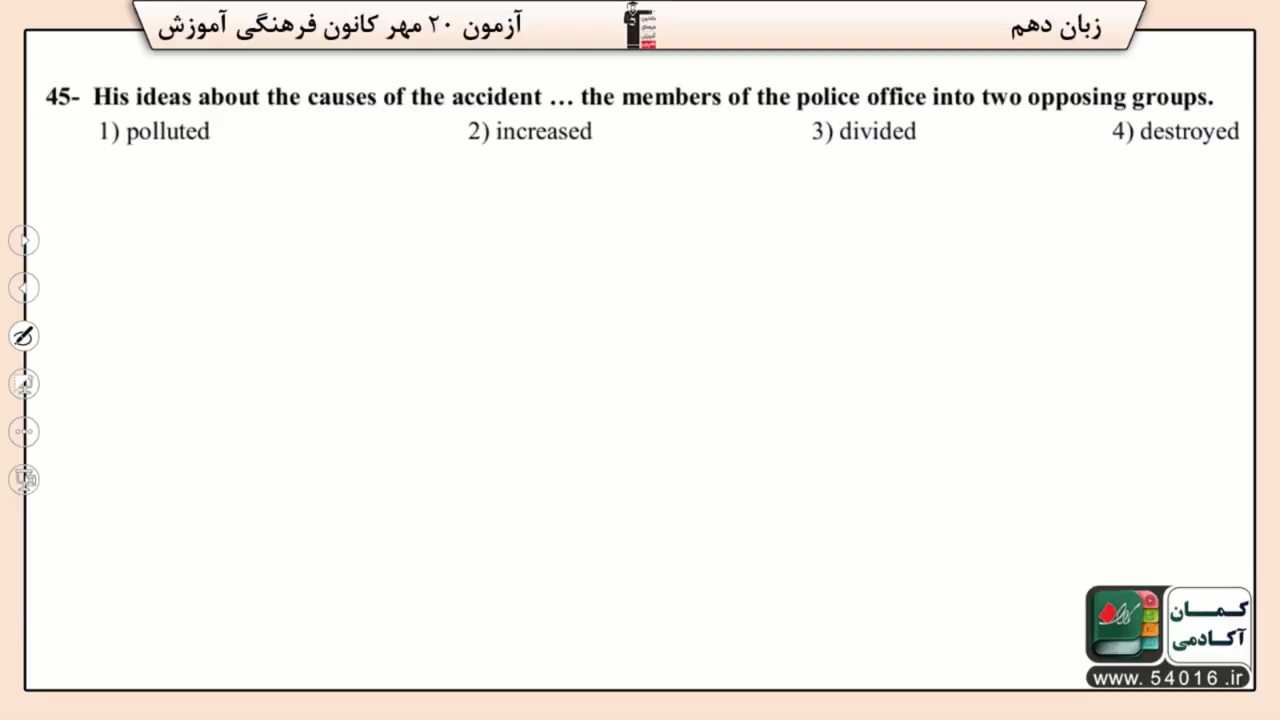 زبان دهم
آزمون ۲۰ مهر کانون فرهنگی آموزش
45- His ideas about the causes of the accident … the members of the police office into two opposing groups.
1) polluted 2) increased 3) divided 4) destroyed
کمان
آکادمی
www. 54016 .ir